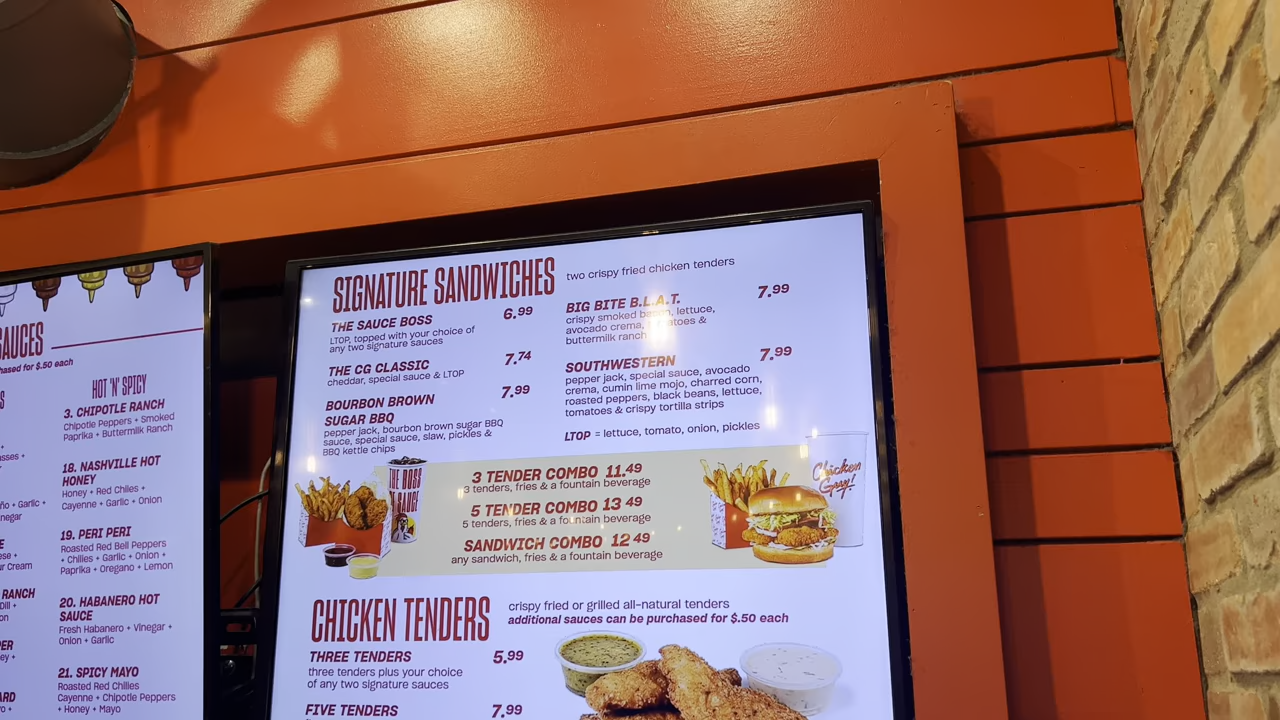 SAUCES
chased for $.50 each
HOT 'N' SPICY
3. CHIPOTLE RANCH
Chipotle Peppers + Smoked
Paprika + Buttermilk Ranch
18. NASHVILLE HOT
HONEY
Honey + Red Chilies +
Cayenne + Garlic + Onion
19. PERI PERI
Roasted Red Bell Peppers
+ Chilies + Garlic + Onion +
Paprika + Oregano + Lemon
RANCH
20. HABANERO HOT
SAUCE
Fresh Habanero + Vinegar +
Onion + Garlic
21. SPICY MAYO
Roasted Red Chilies
Cayenne + Chipotle Peppers
+ Honey + Mayo
SIGNATURE SANDWICHES two crispy fried chicken tenders
THE SAUCE BOSS 6.99
LTOP, topped with your choice of
any two signature sauces
THE CG CLASSIC 7.74
cheddar, special sauce & LTOP
BOURBON BROWN 7.99
SUGAR BBQ
pepper jack, bourbon brown sugar BBQ
sauce, special sauce, slaw, pickles &
BBQ kettle chips
BIG BITE B.L.A.T. 7.99
crispy smoked bacon, lettuce,
avocado crema, tomatoes &
buttermilk ranch
SOUTHWESTERN 7.99
pepper jack, special sauce, avocado
crema, cumin lime mojo, charred corn,
roasted peppers, black beans, lettuce,
tomatoes & crispy tortilla strips
LTOP = lettuce, tomato, onion, pickles
THE BOSS
SAUCE
3 TENDER COMBO 11.49
3 tenders, fries & a fountain beverage
5 TENDER COMBO 13 49
5 tenders, fries & a fountain beverage
SANDWICH COMBO 12 49
any sandwich, fries & a fountain beverage
Chicken
Guy!
CHICKEN TENDERS crispy fried or grilled all-natural tenders
additional sauces can be purchased for $.50 each
THREE TENDERS 5.99
three tenders plus your choice
of any two signature sauces
FIVE TENDERS 7.99